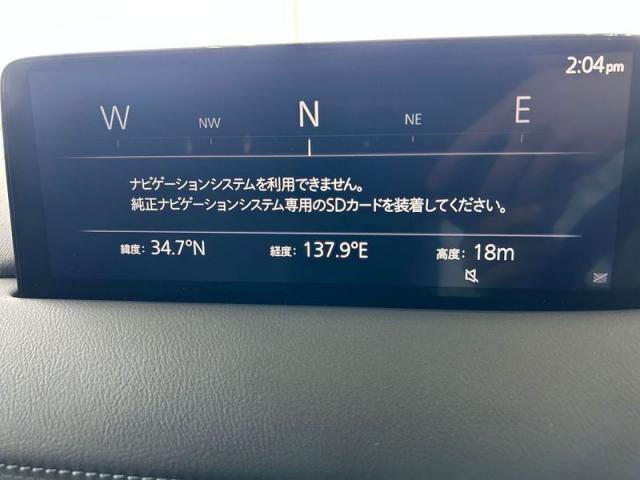 2:04pm
W NW N NE E
ナビゲーションシステムを利用できません。
純正ナビゲーションシステム専用のSDカードを装着してください。
緯度: 34.7°N 経度: 137.9°E 高度: 18m